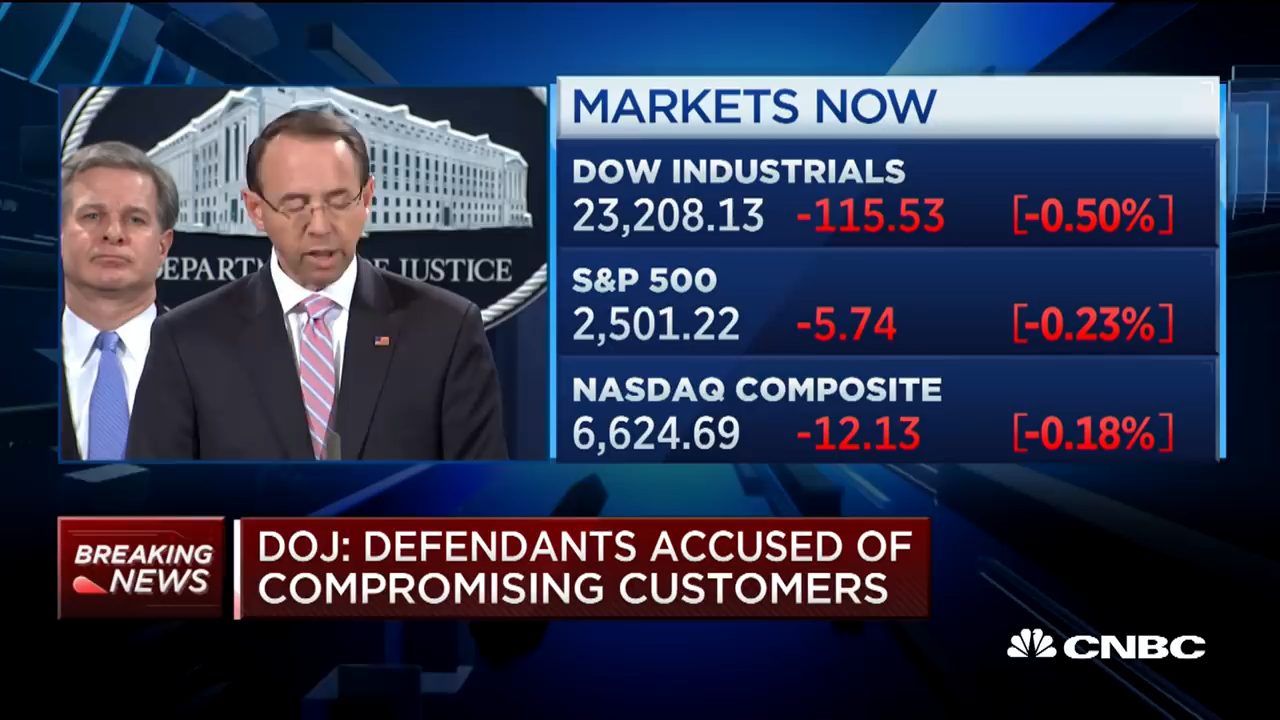 DEPARTMENT OF JUSTICE
MARKETS NOW
DOW INDUSTRIALS
23,208.13 -115.53 [-0.50%]
S&P 500
2,501.22 -5.74 [-0.23%]
NASDAQ COMPOSITE
6,624.69 -12.13 [-0.18%]
BREAKING
NEWS
DOJ: DEFENDANTS ACCUSED OF
COMPROMISING CUSTOMERS
CNBC